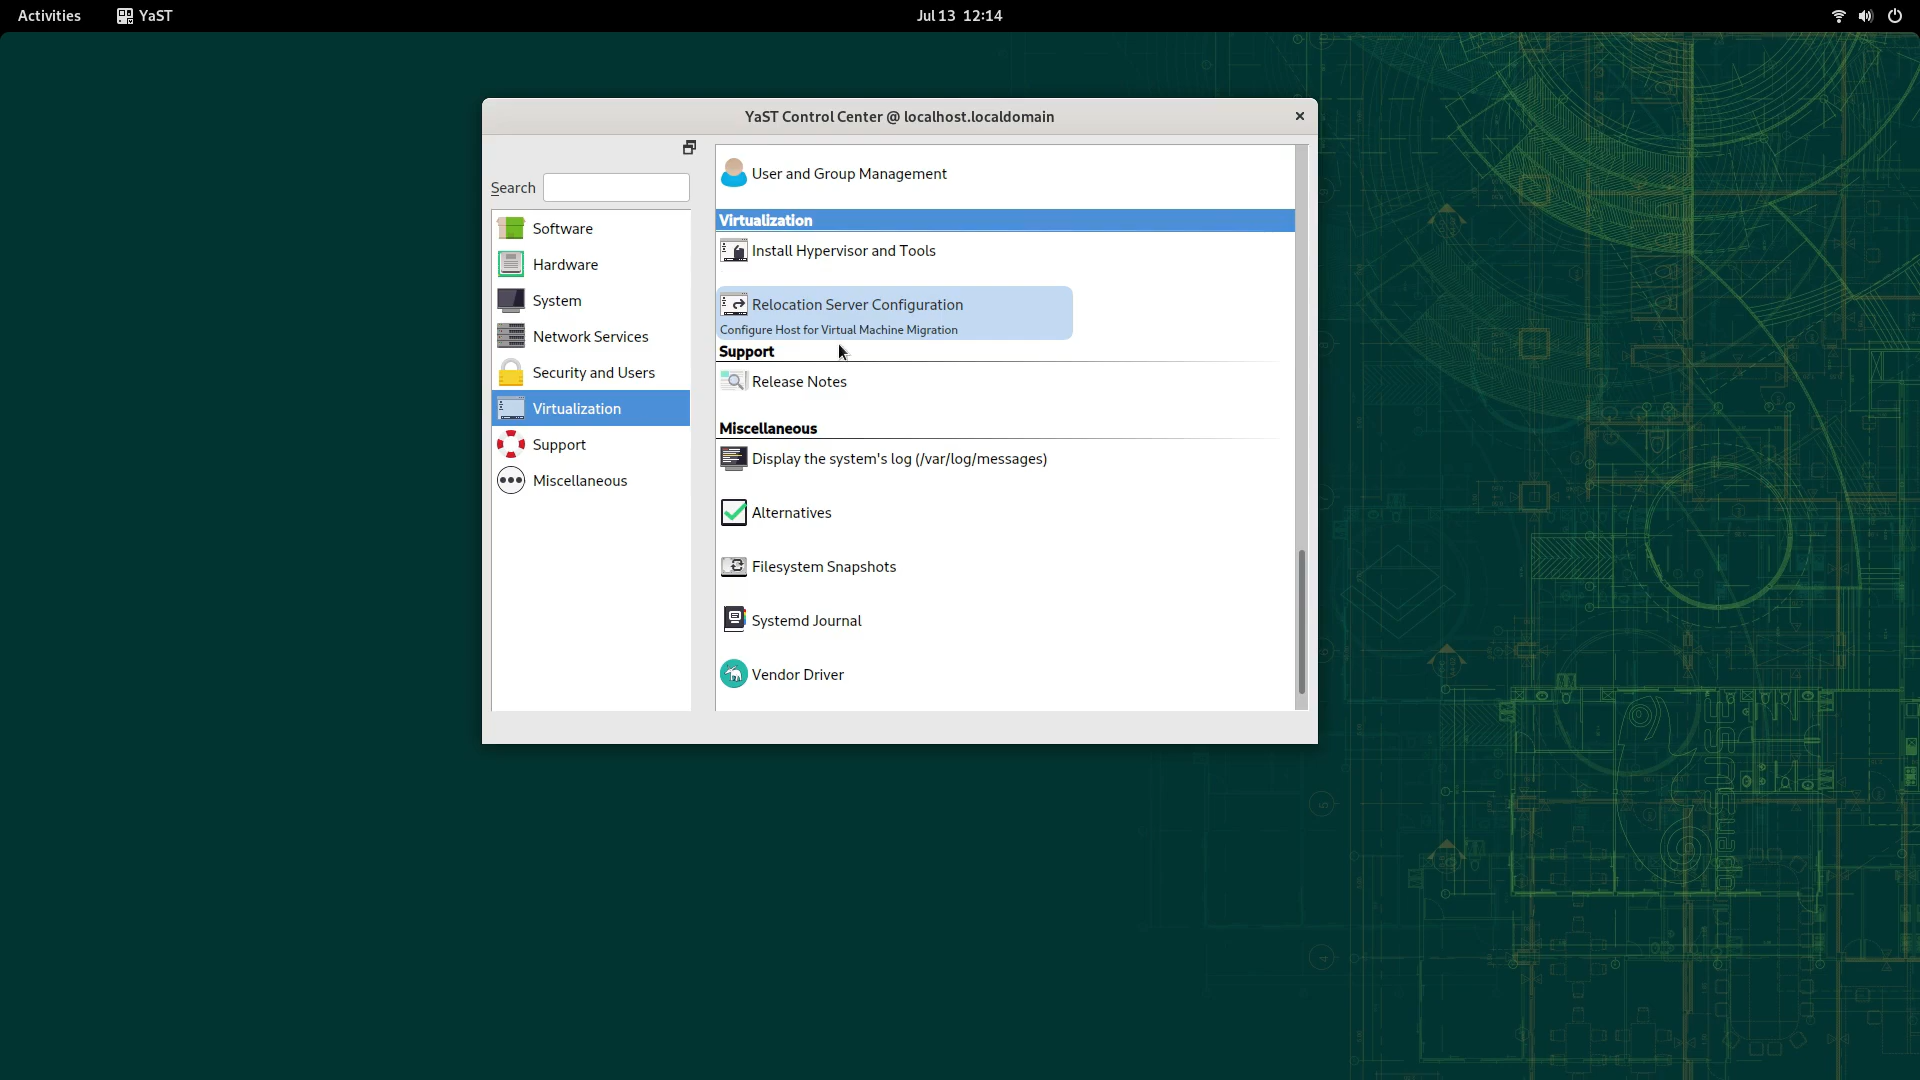 Activities YaST Jul 13 12:14
YaST Control Center @ localhost.localdomain
Search
Software
Hardware
System
Network Services
Security and Users
Virtualization
Support
Miscellaneous
User and Group Management
Virtualization
Install Hypervisor and Tools
Relocation Server Configuration
Configure Host for Virtual Machine Migration
Support
Release Notes
Miscellaneous
Display the system's log (/var/log/messages)
Alternatives
Filesystem Snapshots
Systemd Journal
Vendor Driver
openSUSE
5
4